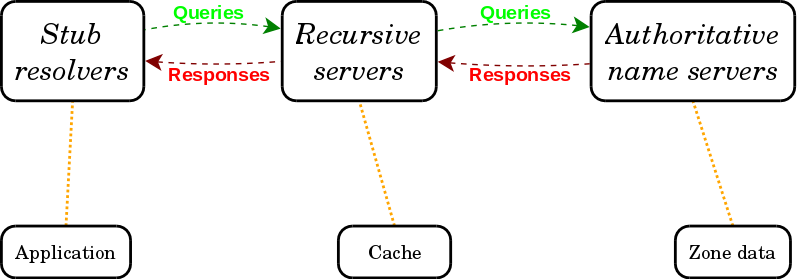 Queries
Queries
Stub
resolvers
Recursive
servers
Authoritative
name servers
Responses
Responses
Application
Cache
Zone data